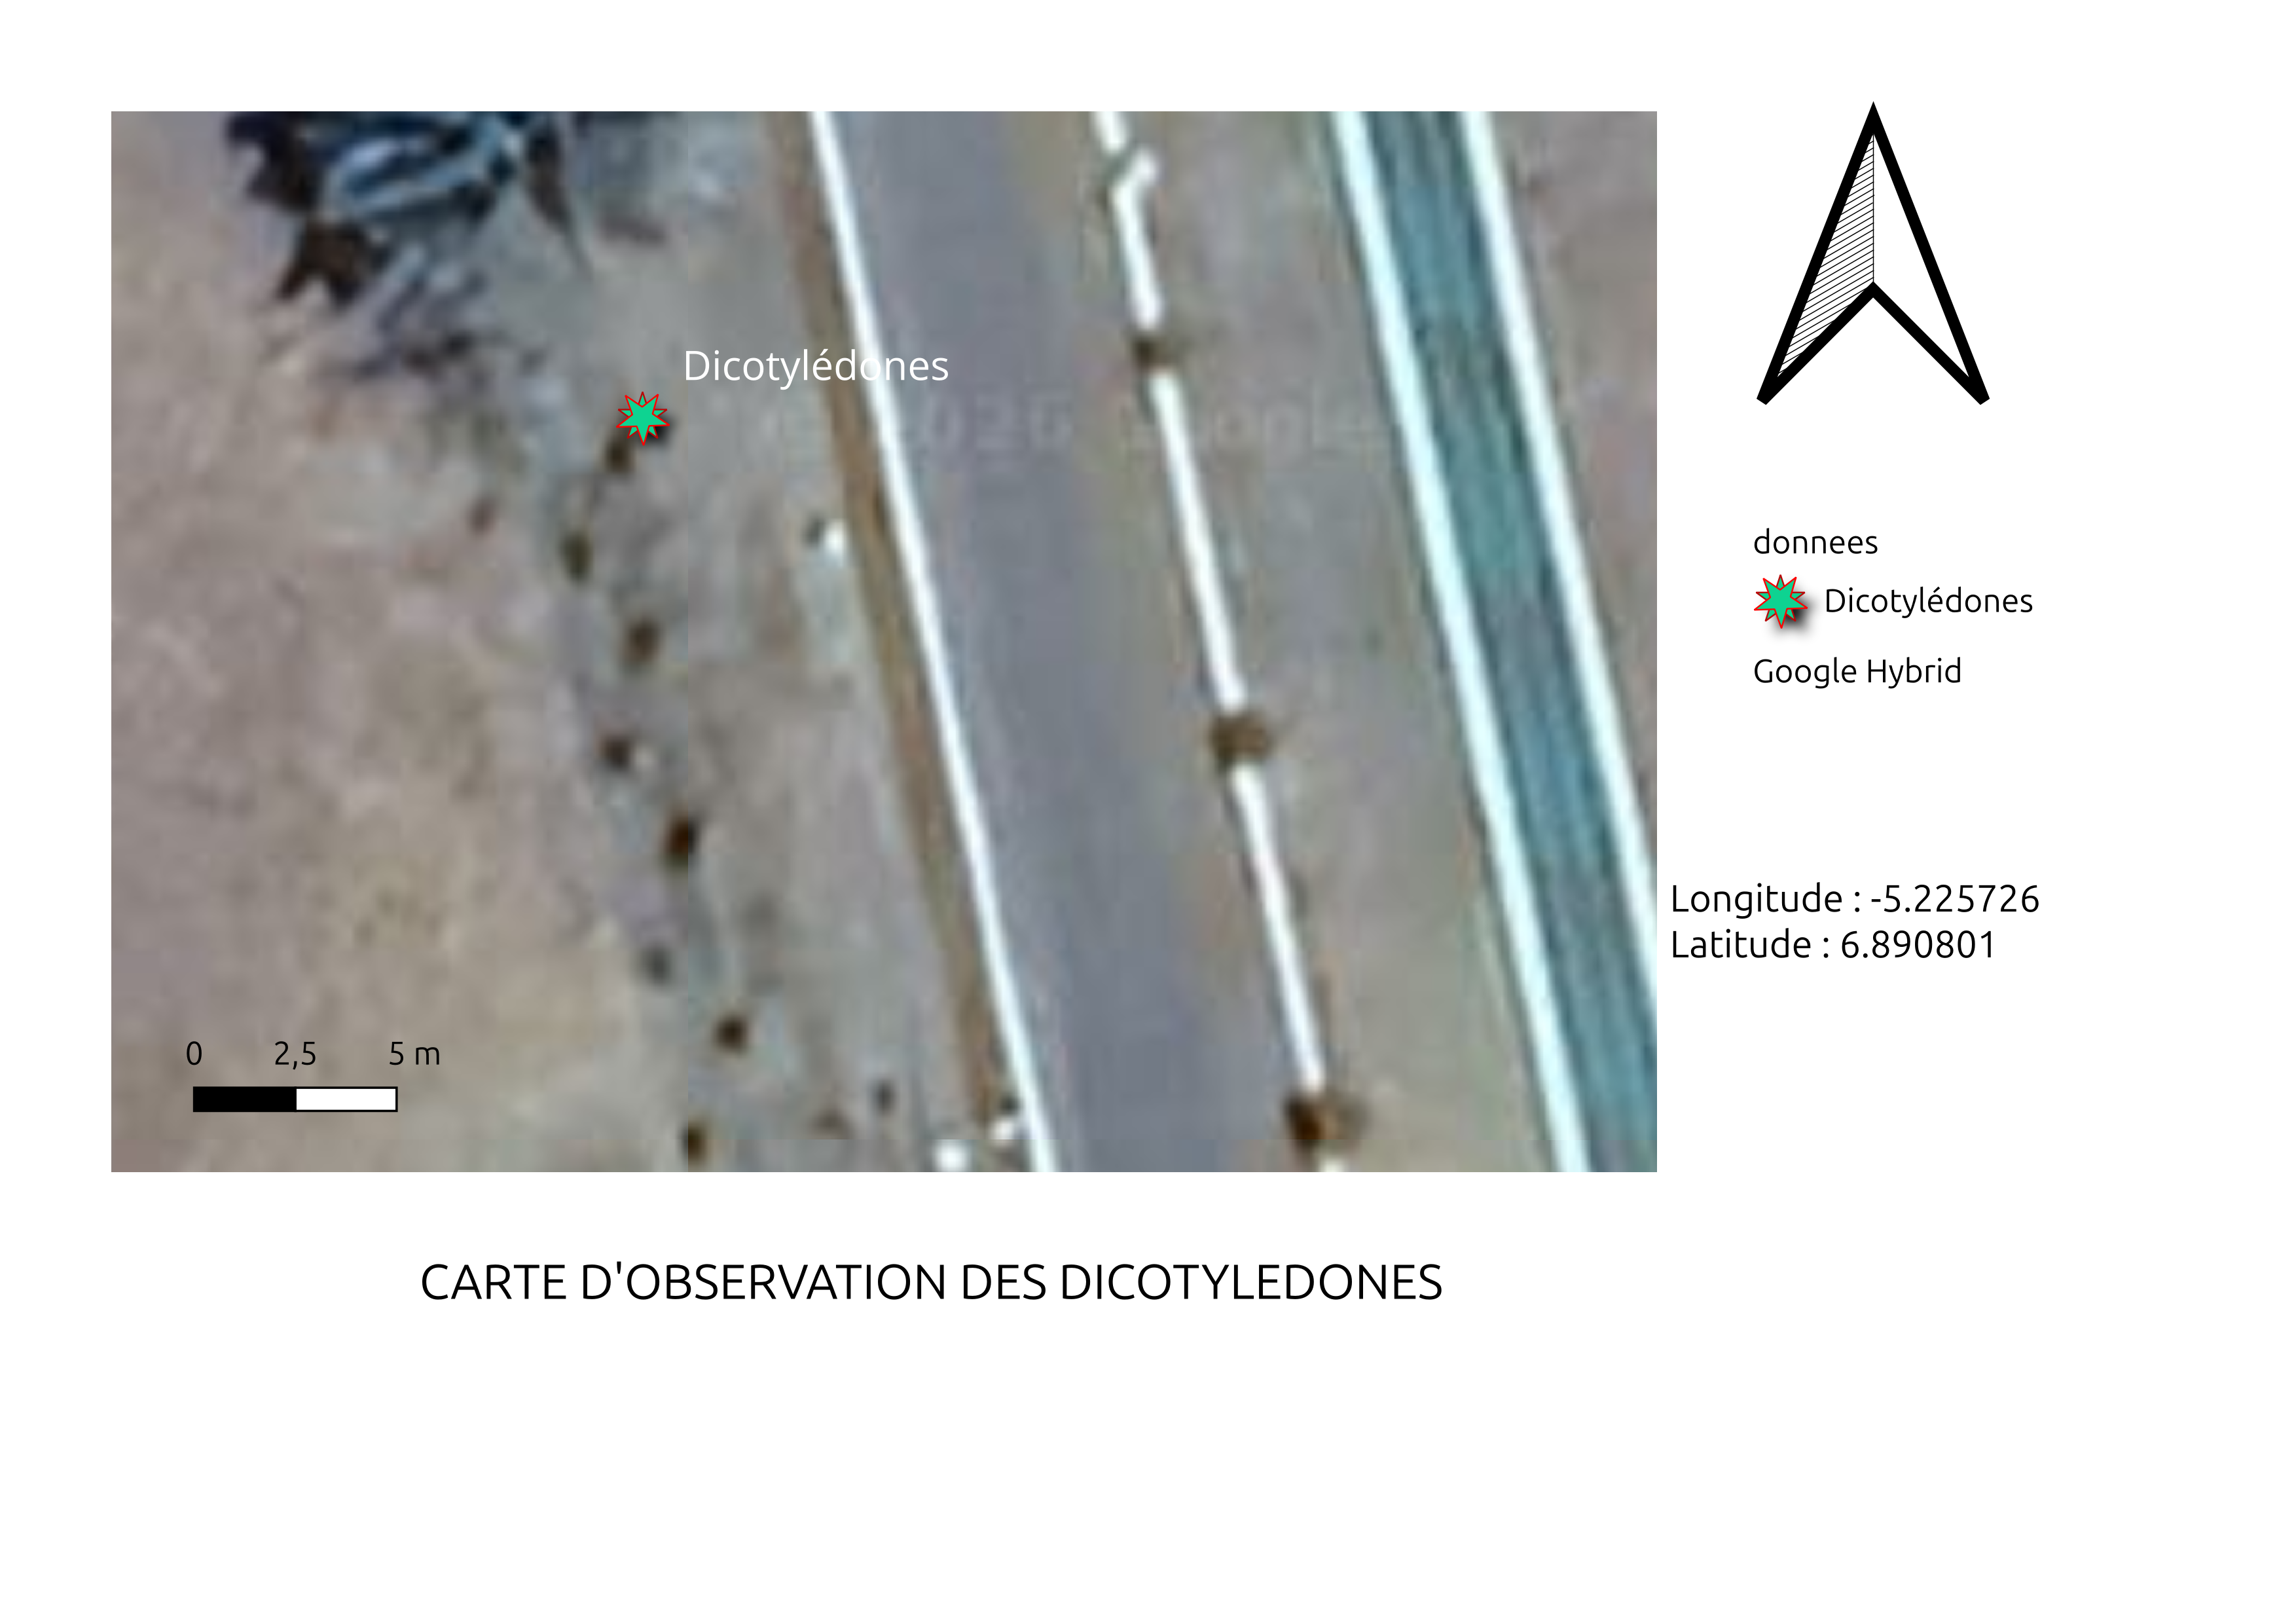 Dicotylédones
donnees
Dicotylédones
Google Hybrid
Longitude : -5.225726
Latitude : 6.890801
0 2,5 5 m
CARTE D'OBSERVATION DES DICOTYLEDONES